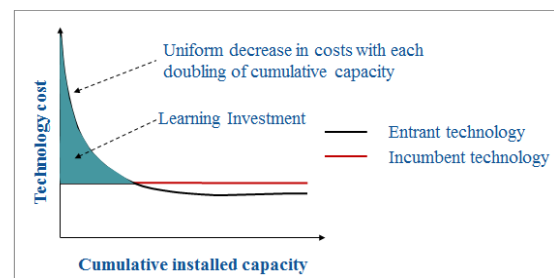 Uniform decrease in costs with each
doubling of cumulative capacity
Learning Investment
Entrant technology
Incumbent technology
Technology cost
Cumulative installed capacity